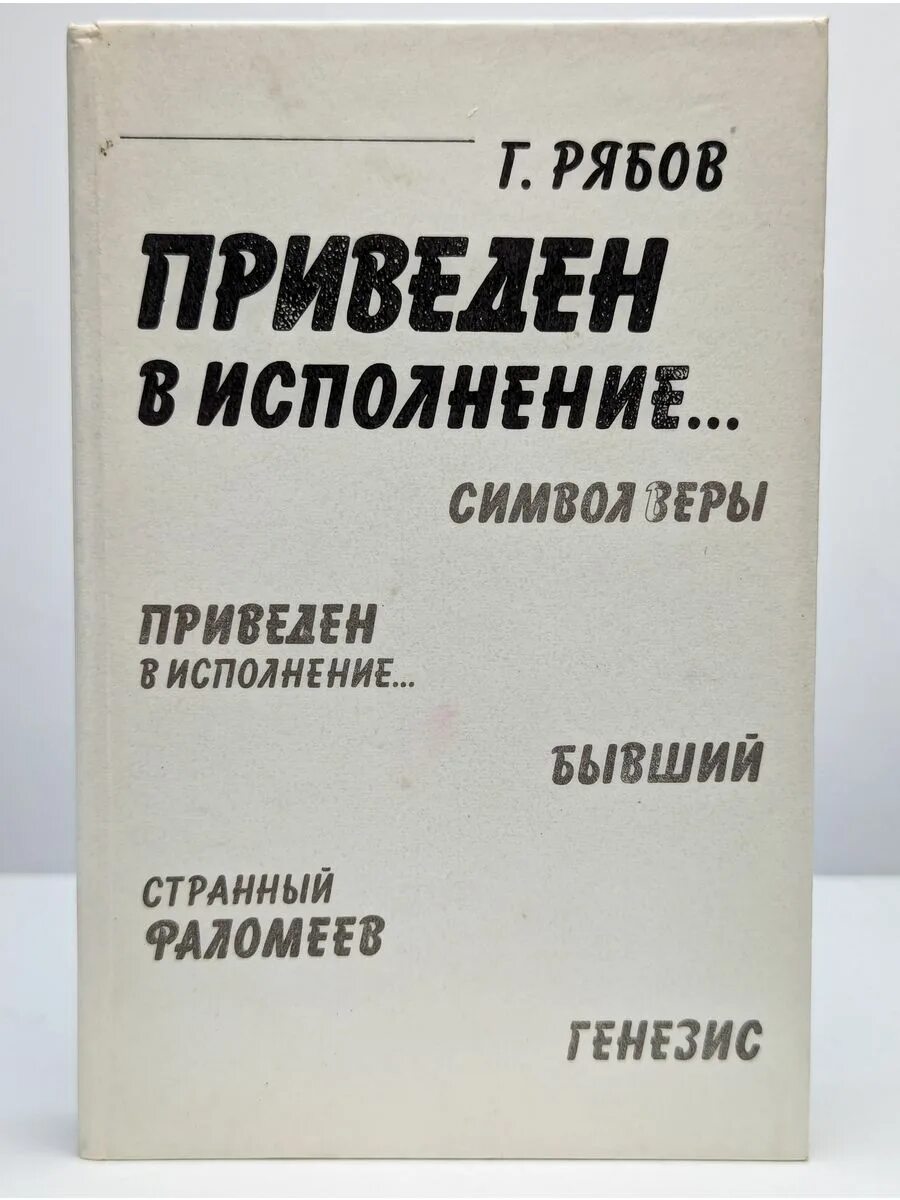 Г. РЯБОВ
ПРИВЕДЕН
В ИСПОЛНЕНИЕ...
СИМВОЛ ВЕРЫ
ПРИВЕДЕН
В ИСПОЛНЕНИЕ...
БЫВШИЙ
СТРАННЫЙ
ФАЛОМЕЕВ
ГЕНЕЗИС